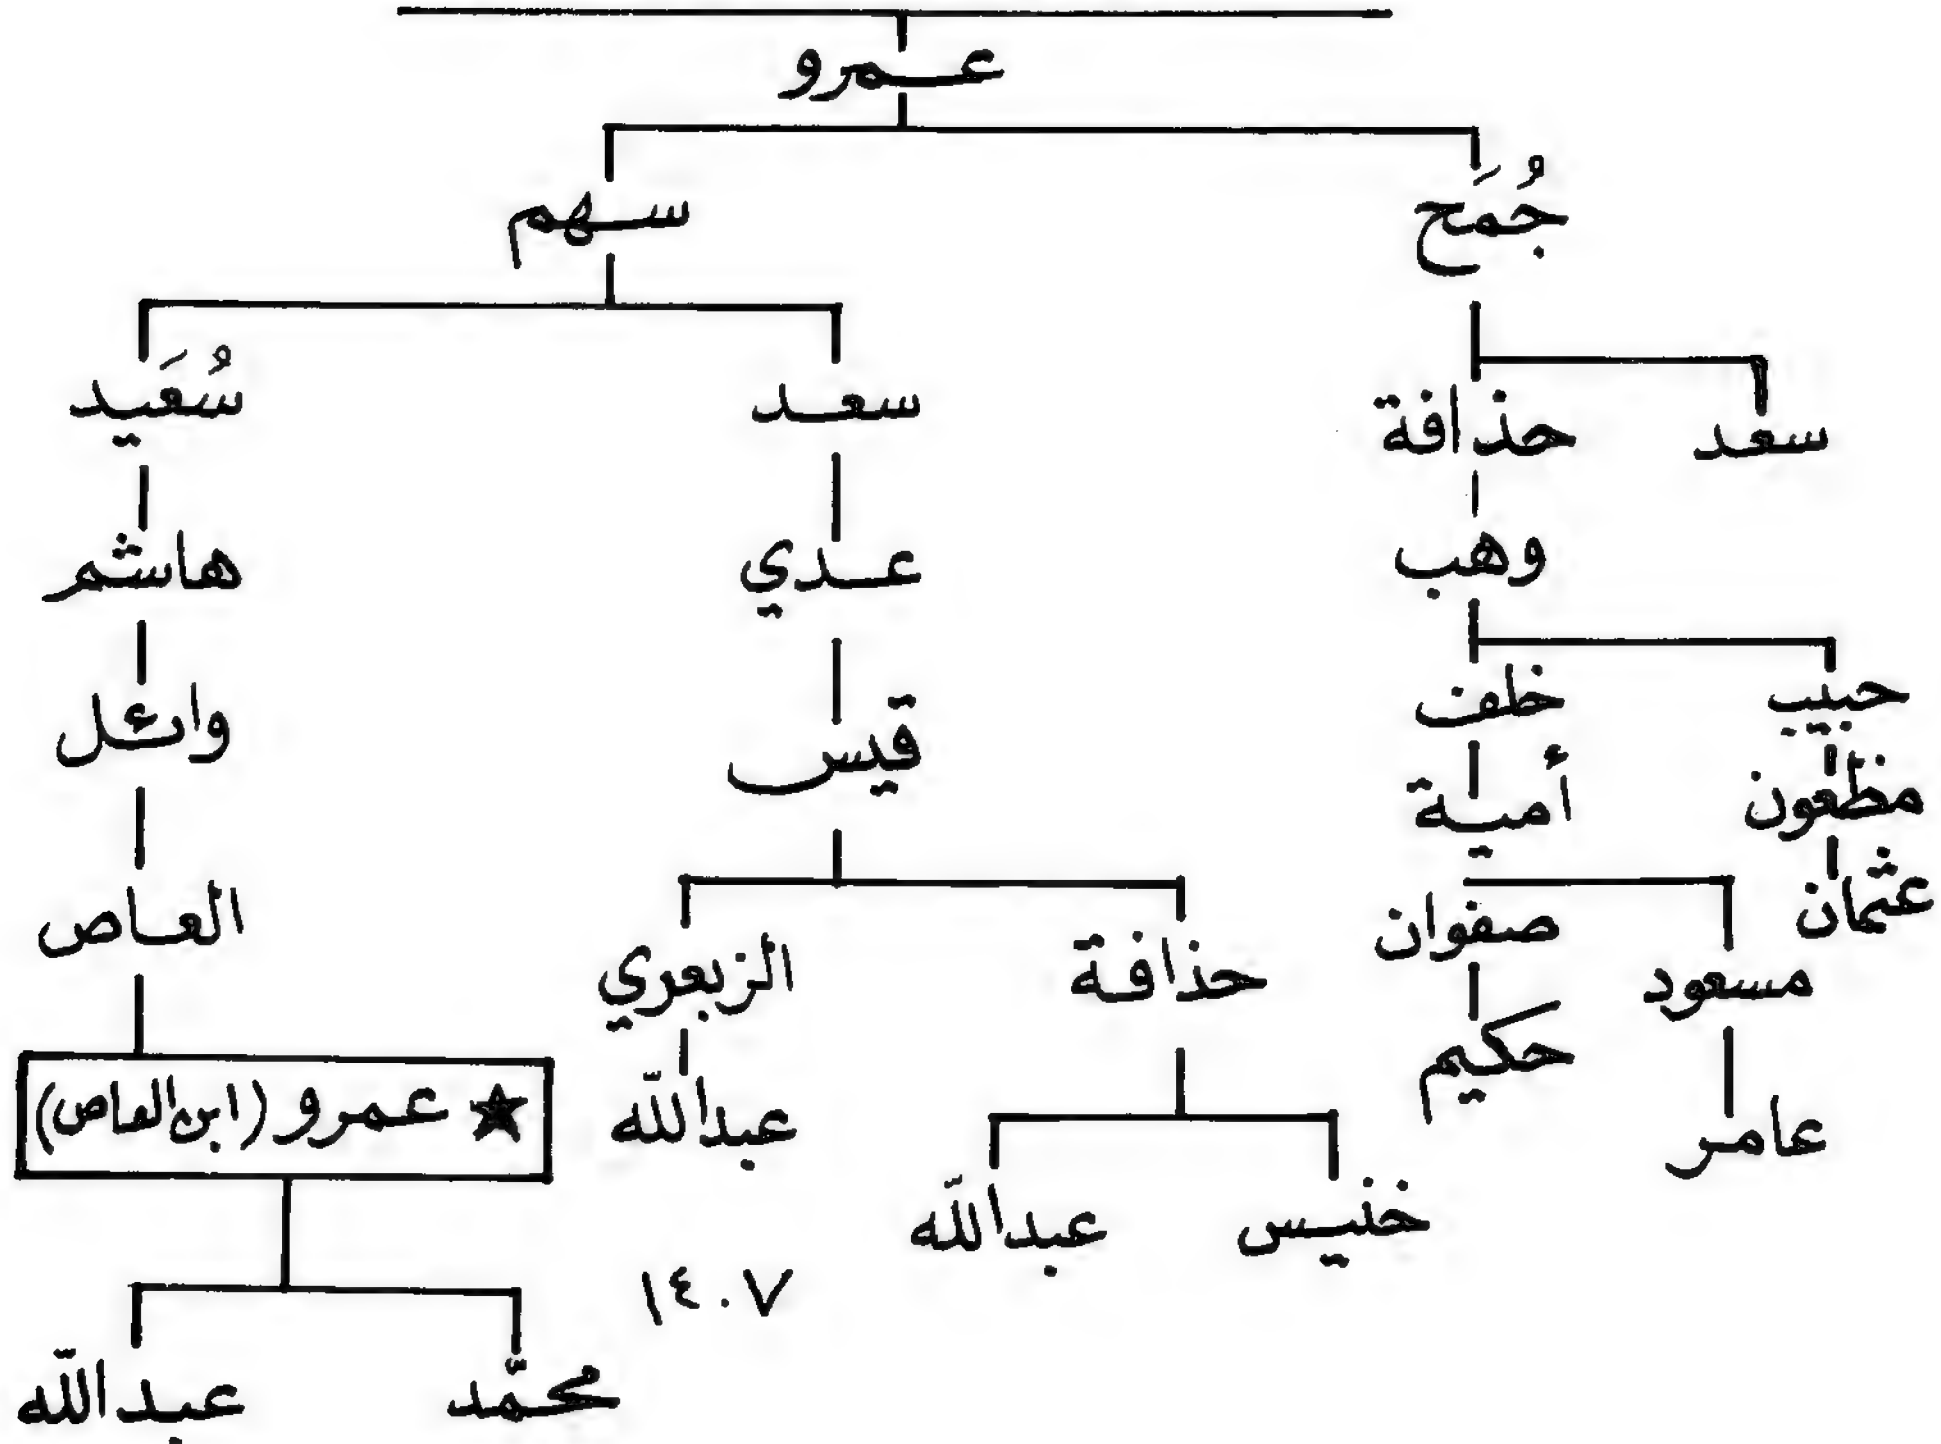 عمرو
جُمَح
سهم
سعد
حذافة
سعد
سُعَيد
وهب
عدي
هاشم
حبيب
خلف
قيس
وائل
مظعون
أمية
عثمان
صفوان
العاص
مسعود
حذافة
الزبعري
حكيم
عامر
عبدالله
★ عمرو (ابن العاص)
خنيس
عبدالله
١٤٠٧
محمّد
عبدالله